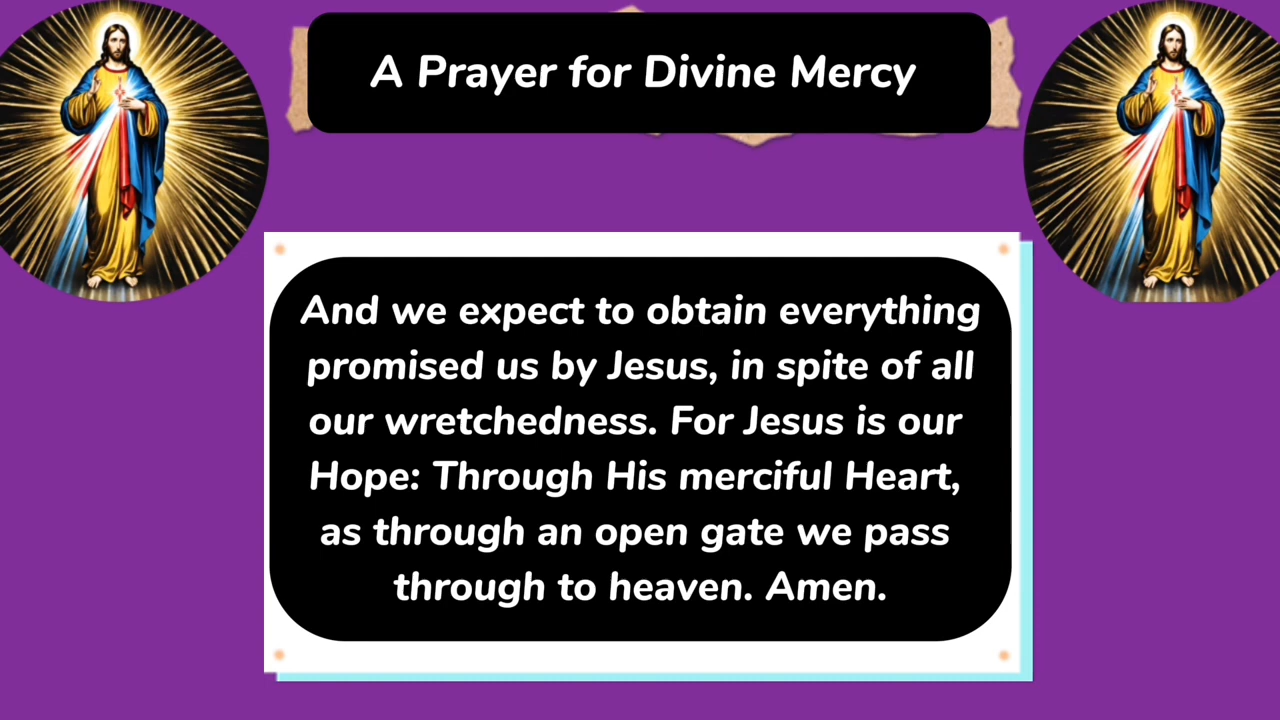 A Prayer for Divine Mercy
And we expect to obtain everything
promised us by Jesus, in spite of all
our wretchedness. For Jesus is our
Hope: Through His merciful Heart,
as through an open gate we pass
through to heaven. Amen.